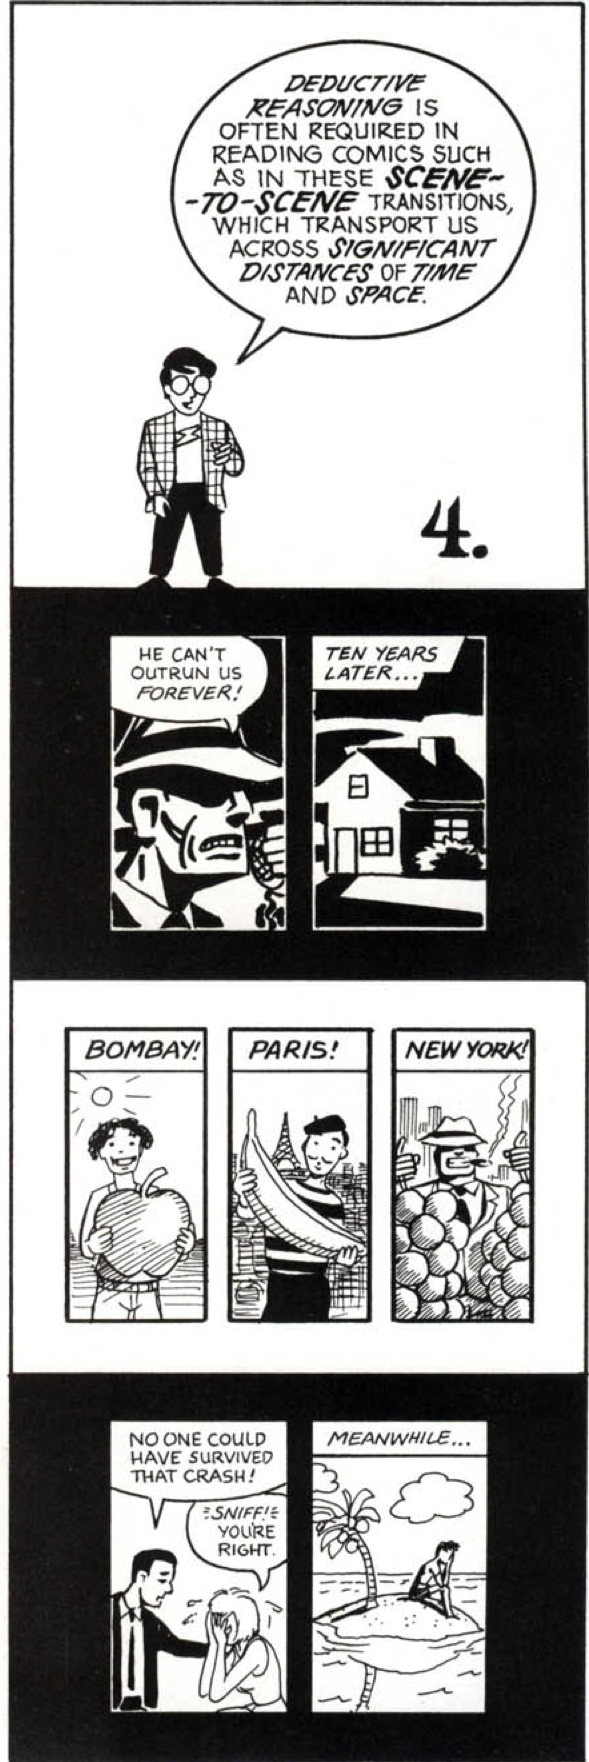 DEDUCTIVE
REASONING IS
OFTEN REQUIRED IN
READING COMICS SUCH
AS IN THESE SCENE-
-TO-SCENE TRANSITIONS,
WHICH TRANSPORT US
ACROSS SIGNIFICANT
DISTANCES OF TIME
AND SPACE.
4.
HE CAN'T
OUTRUN US
FOREVER!
TEN YEARS
LATER...
BOMBAY!
PARIS!
NEW YORK!
NO ONE COULD
HAVE SURVIVED
THAT CRASH!
SNIFF!
YOU'RE
RIGHT.
MEANWHILE...